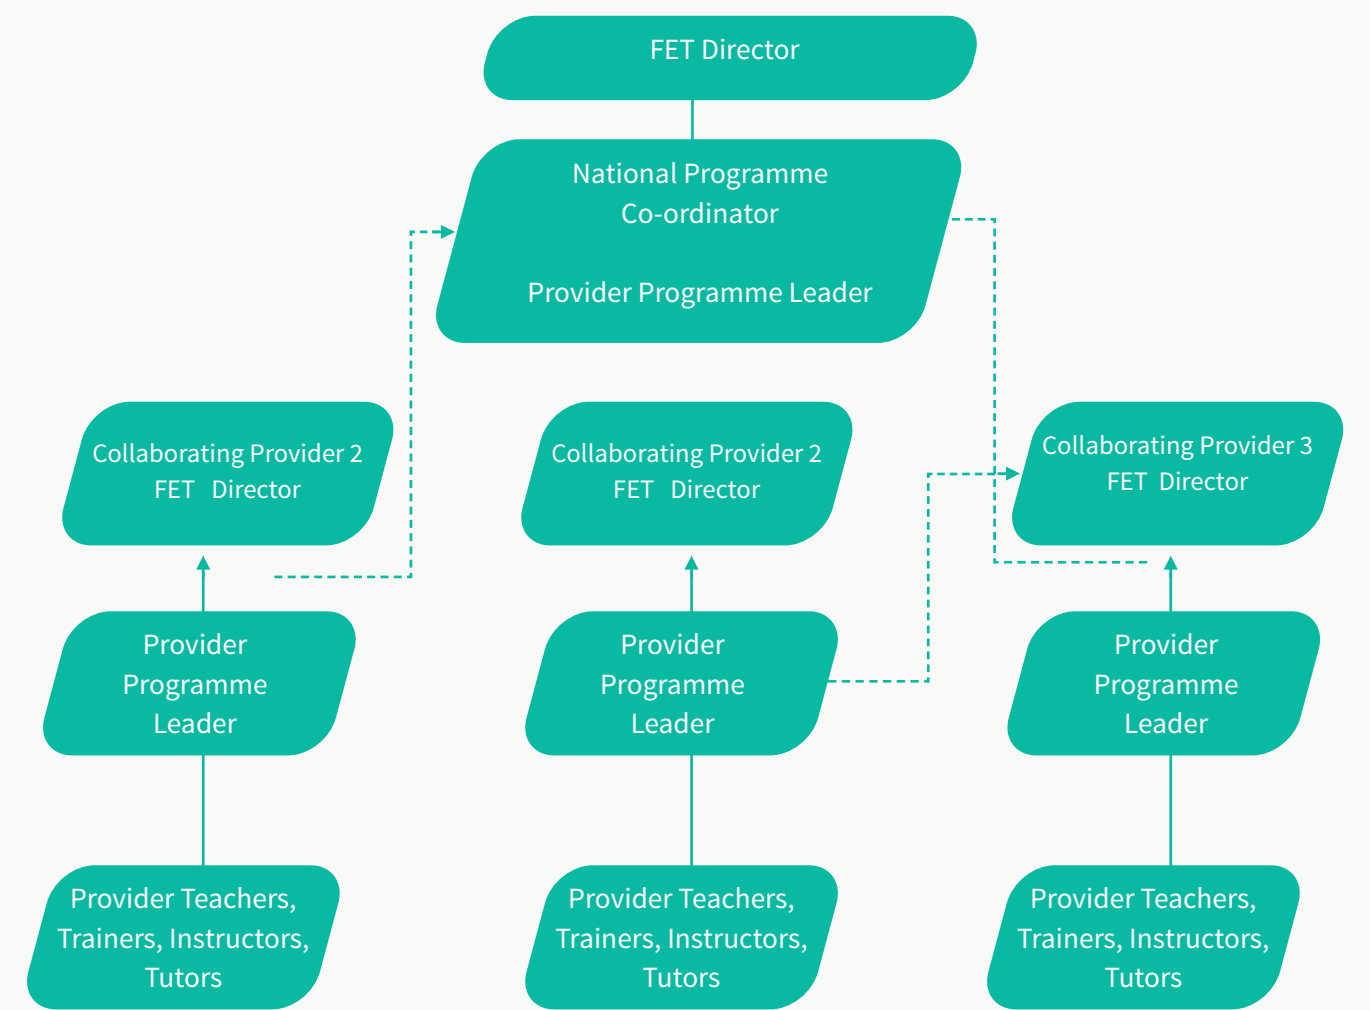 FET Director
National Programme
Co-ordinator
Provider Programme Leader
Collaborating Provider 2
FET Director
Collaborating Provider 2
FET Director
Collaborating Provider 3
FET Director
Provider
Programme
Leader
Provider
Programme
Leader
Provider
Programme
Leader
Provider Teachers,
Trainers, Instructors,
Tutors
Provider Teachers,
Trainers, Instructors,
Tutors
Provider Teachers,
Trainers, Instructors,
Tutors